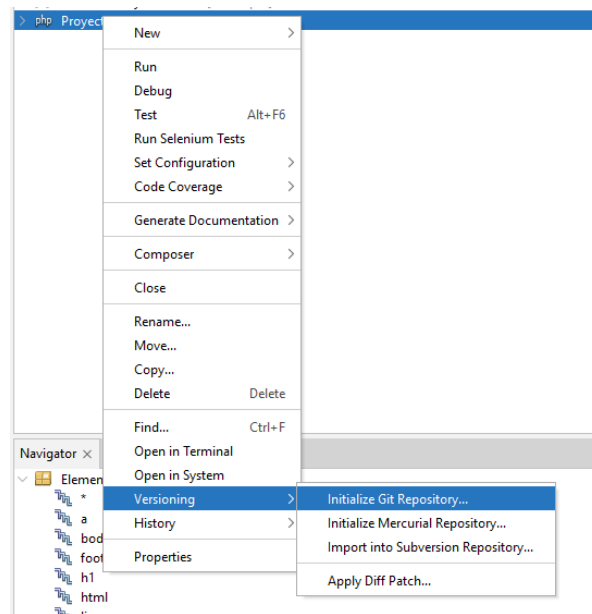 php Proyec
New
Run
Debug
Test Alt+F6
Run Selenium Tests
Set Configuration
Code Coverage
Generate Documentation
Composer
Close
Rename...
Move...
Copy...
Delete Delete
Find... Ctrl+F
Open in Terminal
Open in System
Versioning
History
Properties
Initialize Git Repository...
Initialize Mercurial Repository...
Import into Subversion Repository...
Apply Diff Patch...
Navigator ×
Elemen
*
a
bod
foot
h1
html